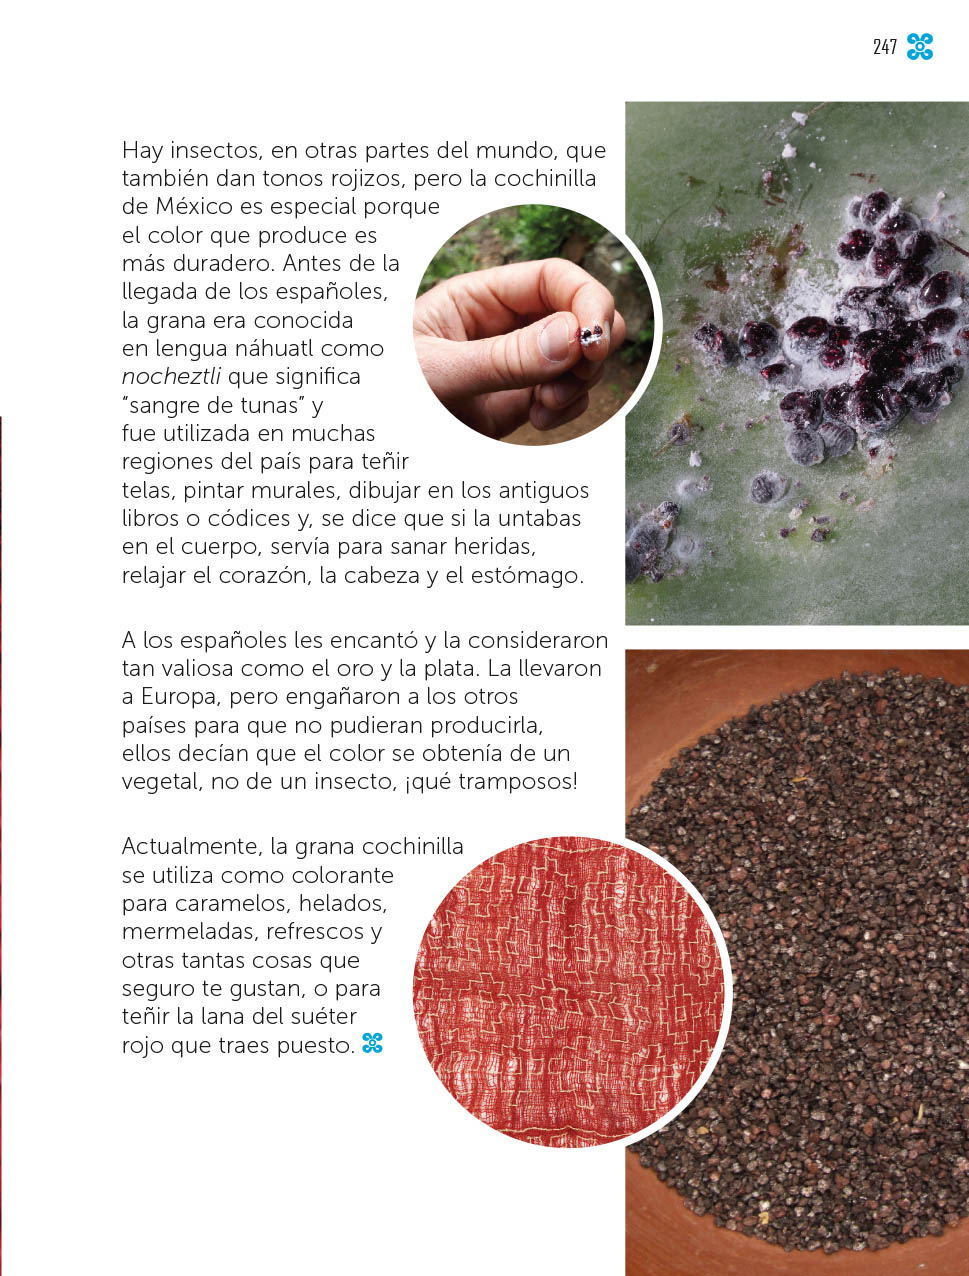 247
Hay insectos, en otras partes del mundo, que
también dan tonos rojizos, pero la cochinilla
de México es especial porque
el color que produce es
más duradero. Antes de la
llegada de los españoles,
la grana era conocida
en lengua náhuatl como
nocheztli que significa
“sangre de tunas” y
fue utilizada en muchas
regiones del país para teñir
telas, pintar murales, dibujar en los antiguos
libros o códices y, se dice que si la untabas
en el cuerpo, servía para sanar heridas,
relajar el corazón, la cabeza y el estómago.
A los españoles les encantó y la consideraron
tan valiosa como el oro y la plata. La llevaron
a Europa, pero engañaron a los otros
países para que no pudieran producirla,
ellos decían que el color se obtenía de un
vegetal, no de un insecto, ¡qué tramposos!
Actualmente, la grana cochinilla
se utiliza como colorante
para caramelos, helados,
mermeladas, refrescos y
otras tantas cosas que
seguro te gustan, o para
teñir la lana del suéter
rojo que traes puesto.